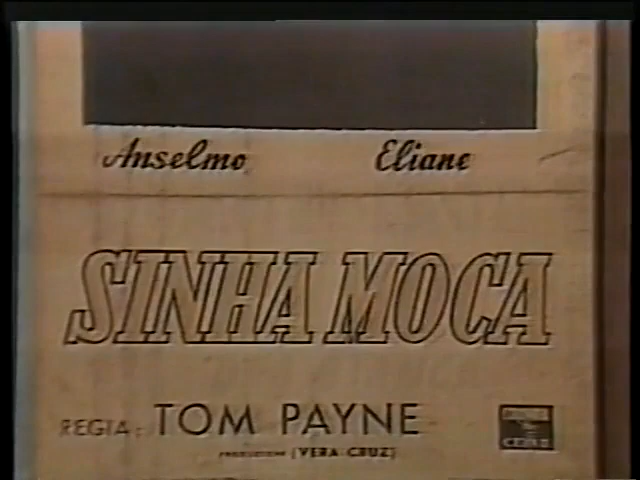 Anselmo Eliane
SINHA MOCA
REGIA: TOM PAYNE
PRODUZIONE (VERA CRUZ)